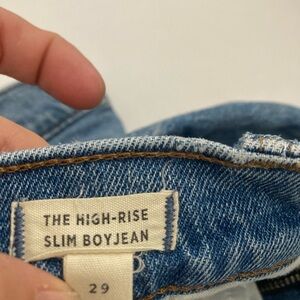 THE HIGH-RISE
SLIM BOYJEAN
29